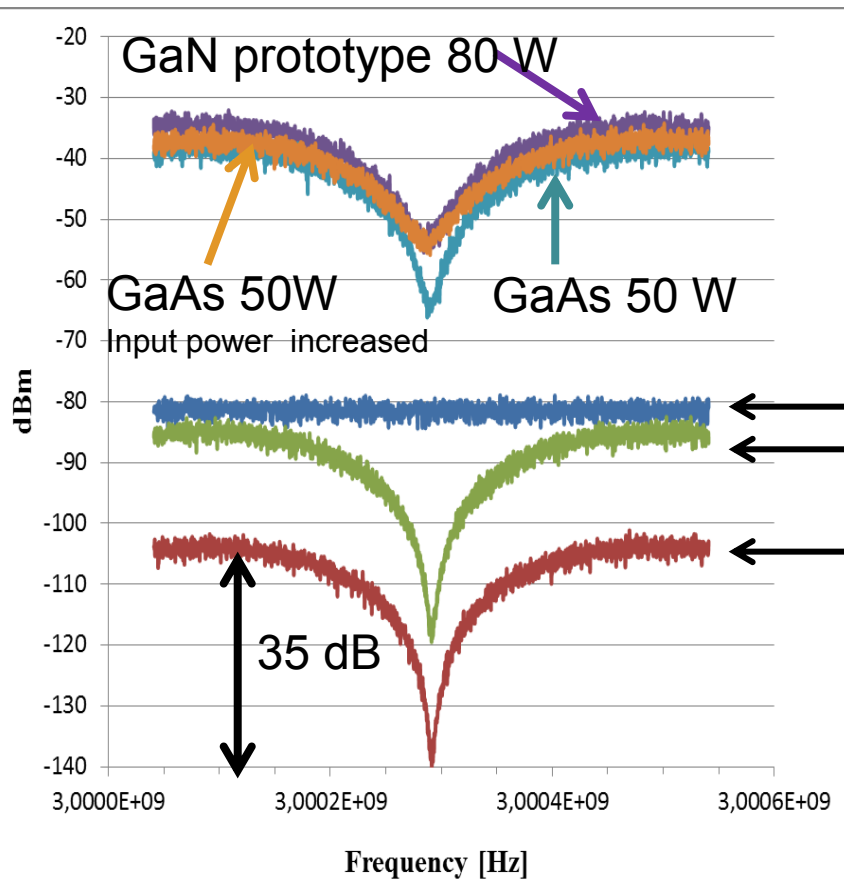 -20
GaN prototype 80 W
-30
-40
-50
-60
GaAs 50W
GaAs 50 W
Input power increased
-70
dBm
-80
-90
-100
-110
35 dB
-120
-130
-140
3,0000E+09 3,0002E+09 3,0004E+09 3,0006E+09
Frequency [Hz]